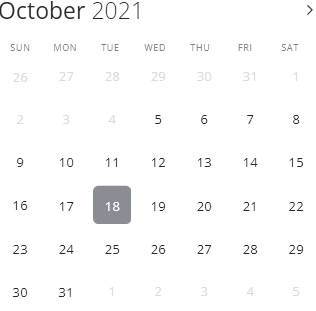 October 2021
SUN MON TUE WED THU FRI SAT
26 27 28 29 30 31 1
2 3 4 5 6 7 8
9 10 11 12 13 14 15
16 17 18 19 20 21 22
23 24 25 26 27 28 29
30 31 1 2 3 4 5